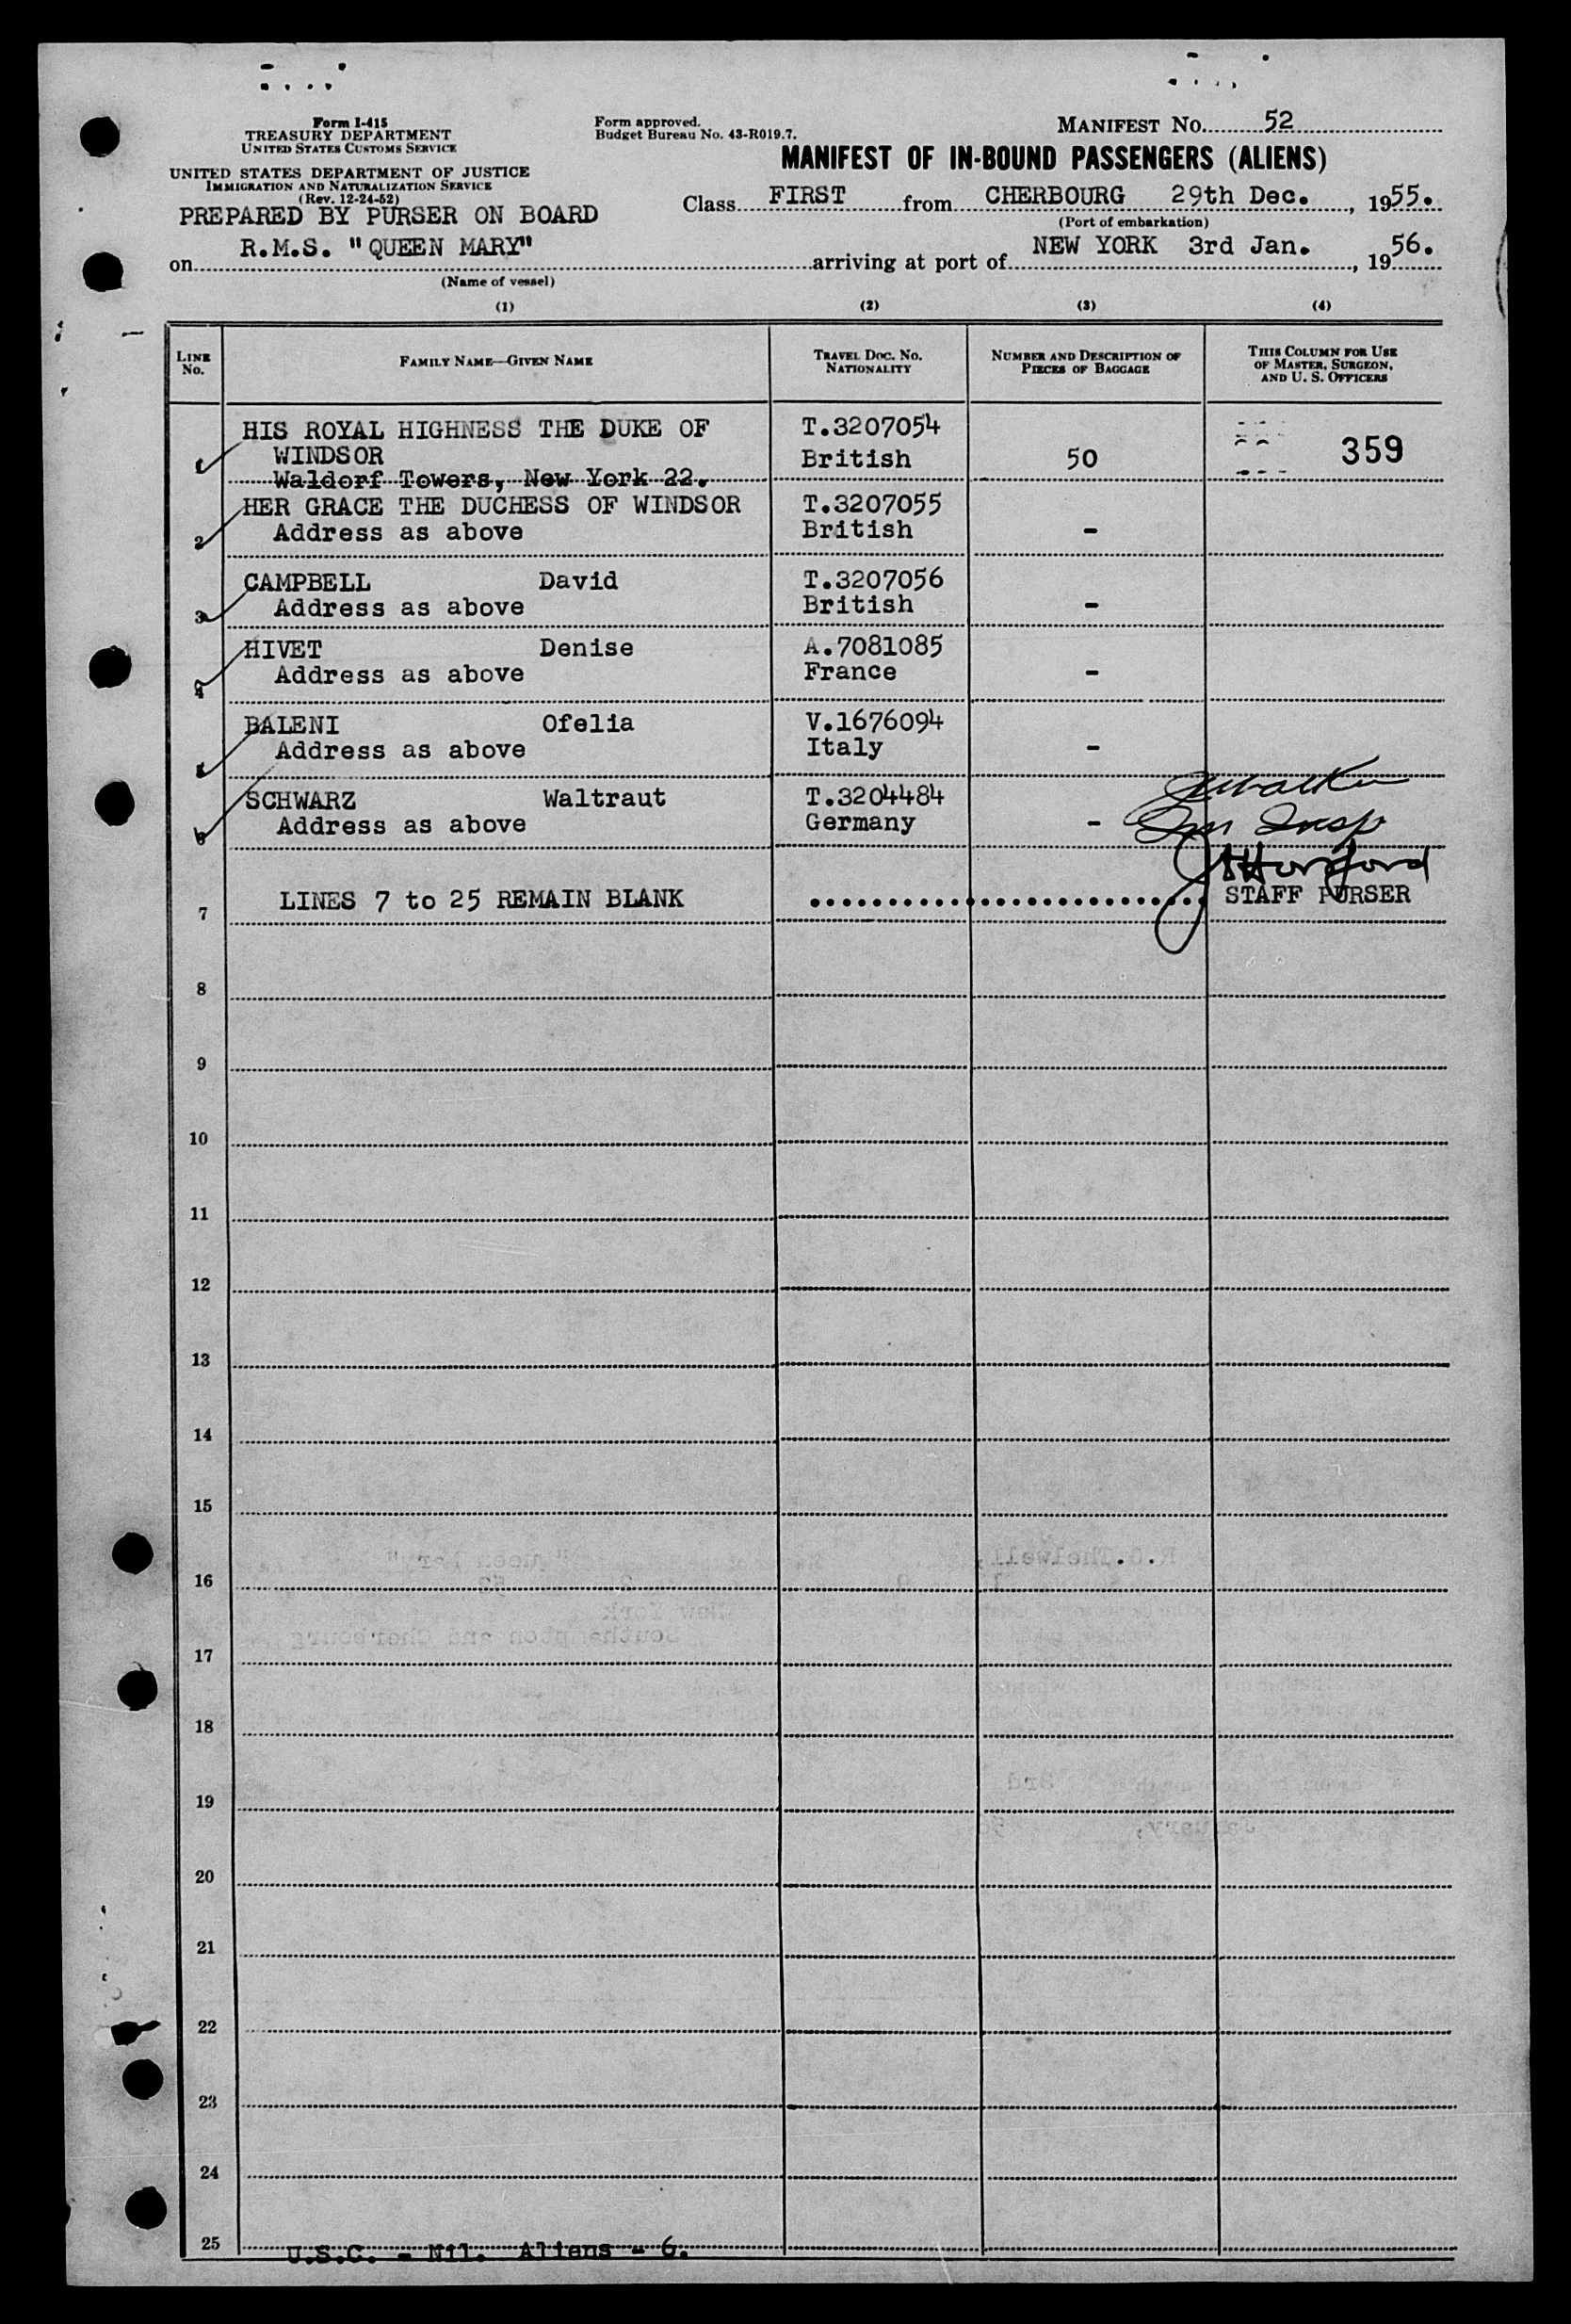 Form I-415
TREASURY DEPARTMENT
UNITED STATES CUSTOMS SERVICE
UNITED STATES DEPARTMENT OF JUSTICE
IMMIGRATION AND NATURALIZATION SERVICE
(Rev. 12-24-52)
PREPARED BY PURSER ON BOARD
Form approved.
Budget Bureau No. 43-R019.7.
MANIFEST NO. 52
MANIFEST OF IN-BOUND PASSENGERS (ALIENS)
Class FIRST from CHERBOURG 29th Dec., 1955.
(Port of embarkation)
on R.M.S. "QUEEN MARY" arriving at port of NEW YORK 3rd Jan., 1956.
(Name of vessel)
(1) (2) (3) (4)
LINE NO.
FAMILY NAME—GIVEN NAME
TRAVEL DOC. NO.
NATIONALITY
NUMBER AND DESCRIPTION OF
PIECES OF BAGGAGE
THIS COLUMN FOR USE
OF MASTER, SURGEON,
AND U. S. OFFICERS
1 HIS ROYAL HIGHNESS THE DUKE OF T.3207054
WINDSOR British 50 359
Waldorf Towers, New York 22.
2 HER GRACE THE DUCHESS OF WINDSOR T.3207055
Address as above British -
3 CAMPBELL David T.3207056
Address as above British -
4 HIVET Denise A.7081085
Address as above France -
5 BALENI Ofelia V.1676094
Address as above Italy -
6 SCHWARZ Waltraut T.3204484
Address as above Germany -
Im Insp
7 LINES 7 to 25 REMAIN BLANK .......................... STAFF PURSER
8
9
10
11
12
13
14
15
16
17
18
19
20
21
22
23
24
25 U.S.C. - Nil. Aliens - 6.